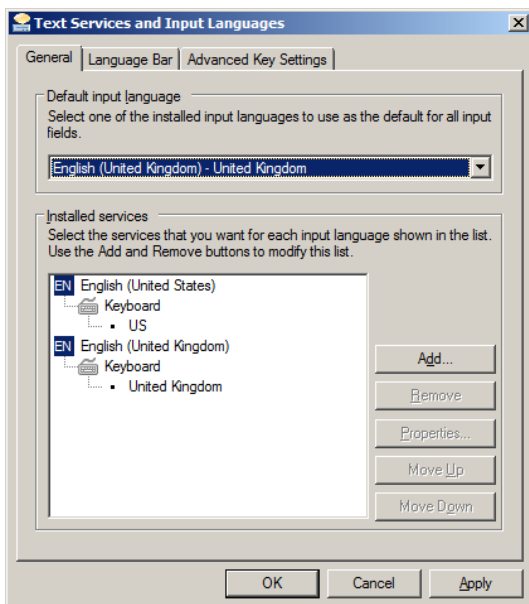 Text Services and Input Languages
General
Language Bar
Advanced Key Settings
Default input language
Select one of the installed input languages to use as the default for all input
fields.
English (United Kingdom) - United Kingdom
Installed services
Select the services that you want for each input language shown in the list.
Use the Add and Remove buttons to modify this list.
EN English (United States)
Keyboard
US
EN English (United Kingdom)
Keyboard
United Kingdom
Add...
Remove
Properties...
Move Up
Move Down
OK
Cancel
Apply